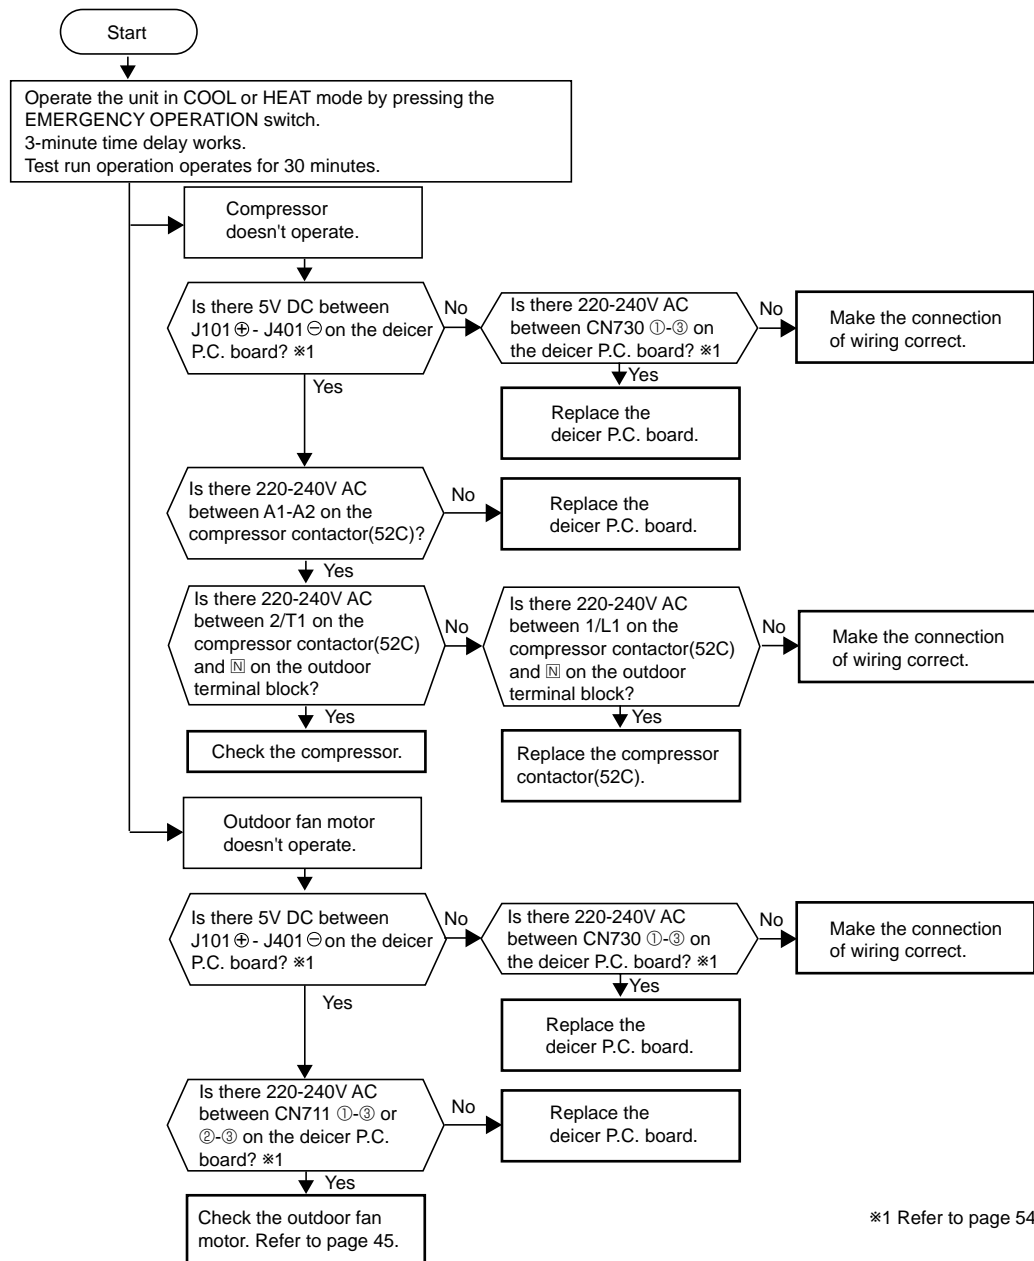 Start
Operate the unit in COOL or HEAT mode by pressing the
EMERGENCY OPERATION switch.
3-minute time delay works.
Test run operation operates for 30 minutes.
Compressor
doesn't operate.
Is there 5V DC between
J101 ⊕ - J401 ⊖ on the deicer
P.C. board? ※1
No
Is there 220-240V AC
between CN730 ①-③ on
the deicer P.C. board? ※1
No
Make the connection
of wiring correct.
Yes
Yes
Replace the
deicer P.C. board.
Is there 220-240V AC
between A1-A2 on the
compressor contactor(52C)?
No
Replace the
deicer P.C. board.
Yes
Is there 220-240V AC
between 2/T1 on the
compressor contactor(52C)
and 🄽 on the outdoor
terminal block?
No
Is there 220-240V AC
between 1/L1 on the
compressor contactor(52C)
and 🄽 on the outdoor
terminal block?
No
Make the connection
of wiring correct.
Yes
Yes
Check the compressor.
Replace the compressor
contactor(52C).
Outdoor fan motor
doesn't operate.
Is there 5V DC between
J101 ⊕ - J401 ⊖ on the deicer
P.C. board? ※1
No
Is there 220-240V AC
between CN730 ①-③ on
the deicer P.C. board? ※1
No
Make the connection
of wiring correct.
Yes
Yes
Replace the
deicer P.C. board.
Is there 220-240V AC
between CN711 ①-③ or
②-③ on the deicer P.C.
board? ※1
No
Replace the
deicer P.C. board.
Yes
Check the outdoor fan
motor. Refer to page 45.
※1 Refer to page 54